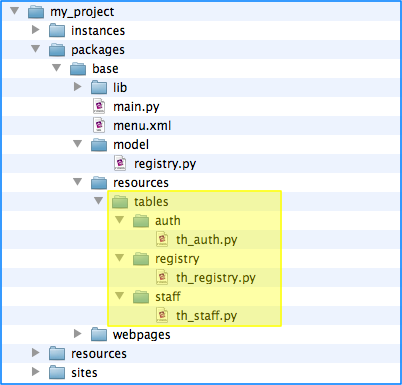 my_project
instances
packages
base
lib
main.py
menu.xml
model
registry.py
resources
tables
auth
th_auth.py
registry
th_registry.py
staff
th_staff.py
webpages
resources
sites